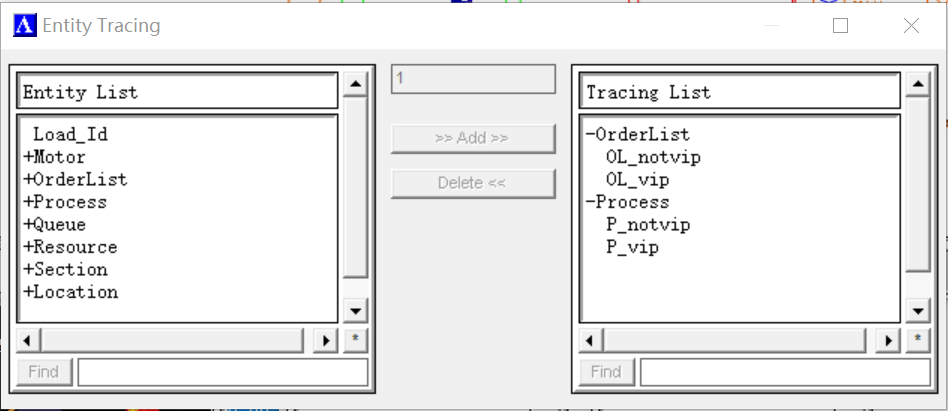 Entity Tracing
Entity List
Load_Id
+Motor
+OrderList
+Process
+Queue
+Resource
+Section
+Location
*
Find
1
>> Add >>
Delete <<
Tracing List
-OrderList
OL_notvip
OL_vip
-Process
P_notvip
P_vip
*
Find